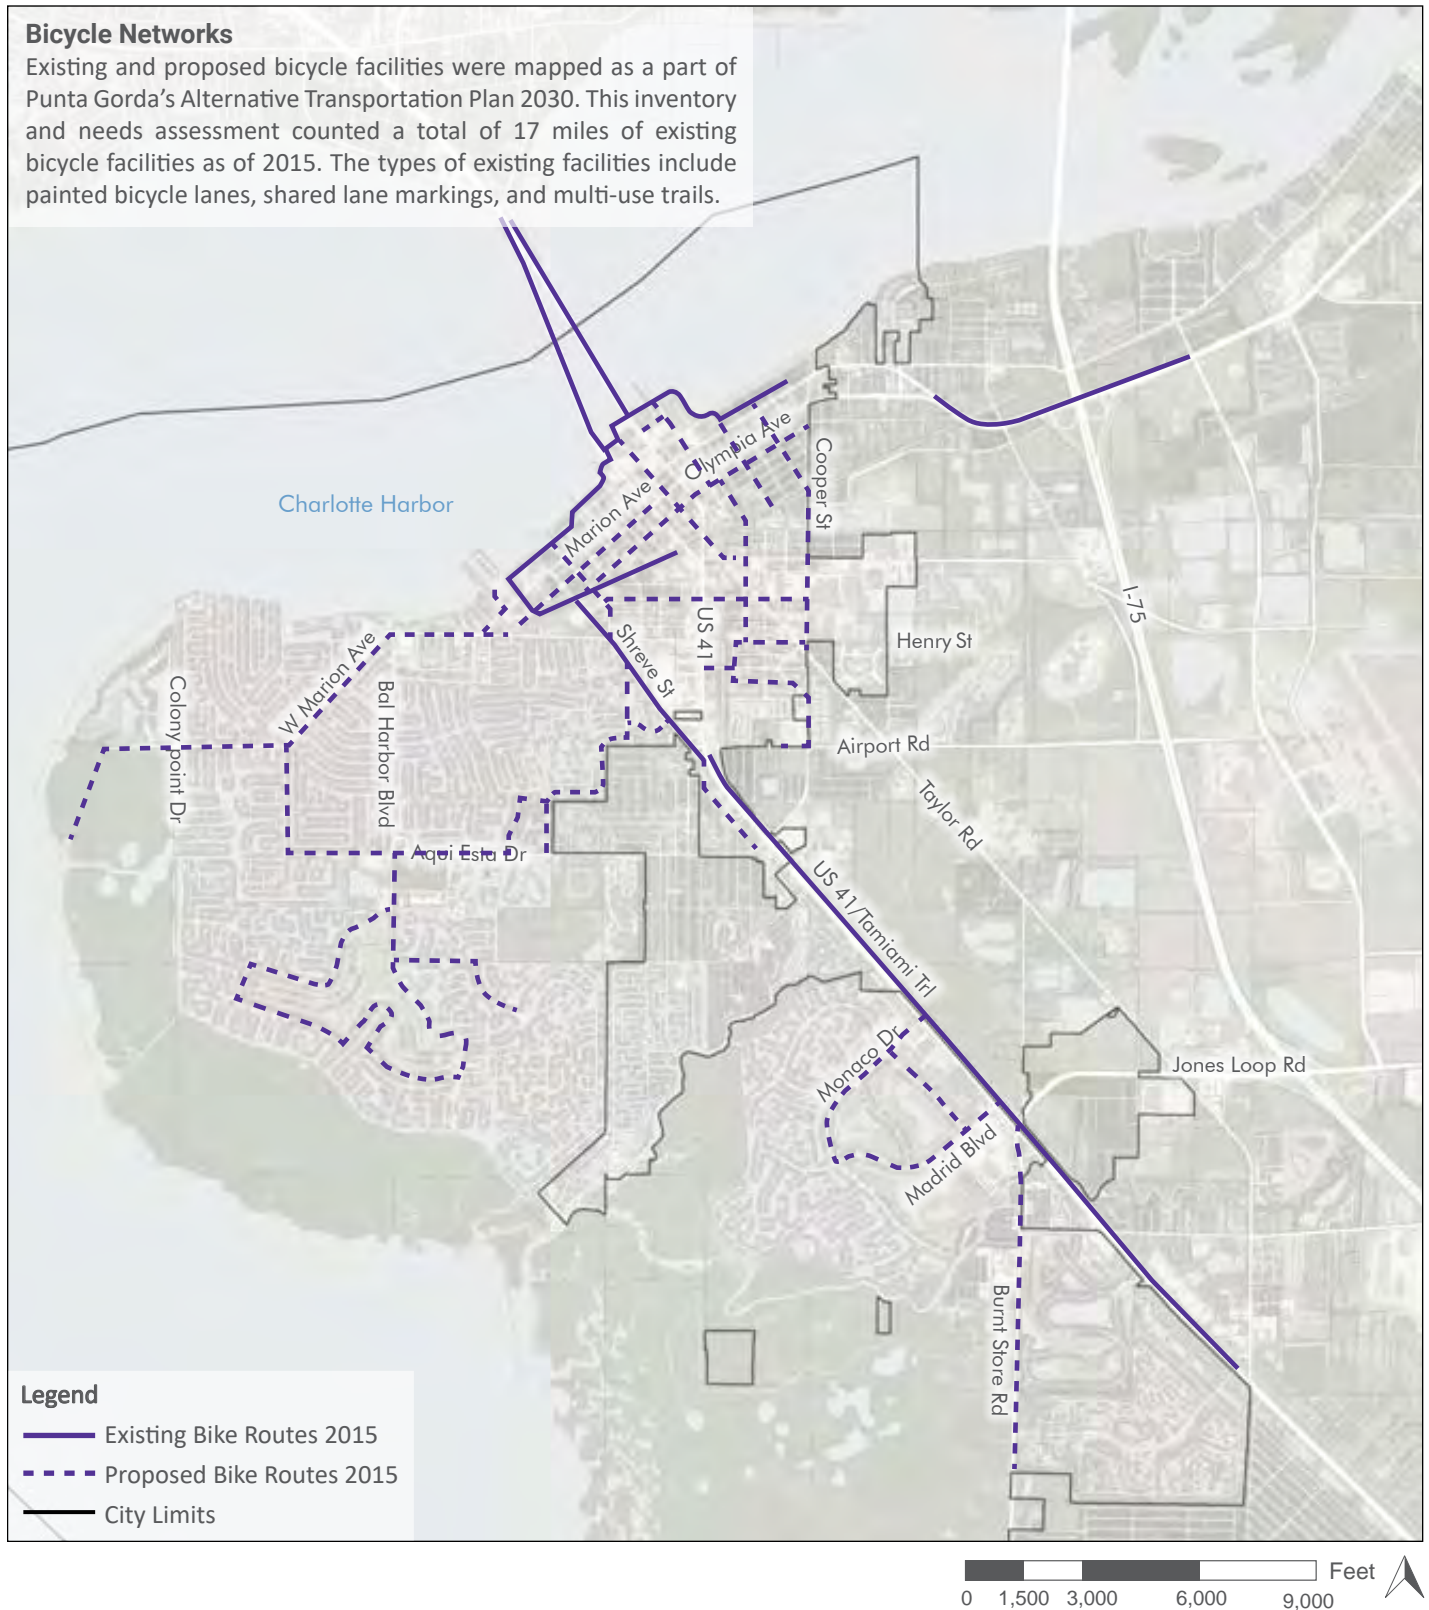 Bicycle Networks
Existing and proposed bicycle facilities were mapped as a part of
Punta Gorda's Alternative Transportation Plan 2030. This inventory
and needs assessment counted a total of 17 miles of existing
bicycle facilities as of 2015. The types of existing facilities include
painted bicycle lanes, shared lane markings, and multi-use trails.
Olympia Ave
Cooper St
Charlotte Harbor
Marion Ave
I-75
US 41
Henry St
Shreve St
W Marion Ave
Colony point Dr
Bal Harbor Blvd
Airport Rd
Taylor Rd
Aqui Esta Dr
US 41/Tamiami Trl
Monaco Dr
Jones Loop Rd
Madrid Blvd
Burnt Store Rd
Legend
Existing Bike Routes 2015
Proposed Bike Routes 2015
City Limits
Feet
0 1,500 3,000 6,000 9,000